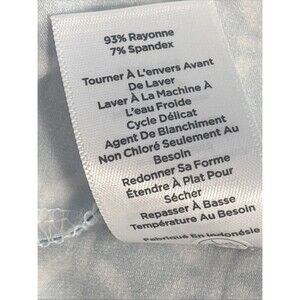 93% Rayonne
7% Spandex
Tourner À L'envers Avant
De Laver
Laver À La Machine À
L'eau Froide
Cycle Délicat
Agent De Blanchiment
Non Chloré Seulement Au
Besoin
Redonner Sa Forme
Étendre À Plat Pour
Sécher
Repasser À Basse
Température Au Besoin
Fabriqué En Indonésie